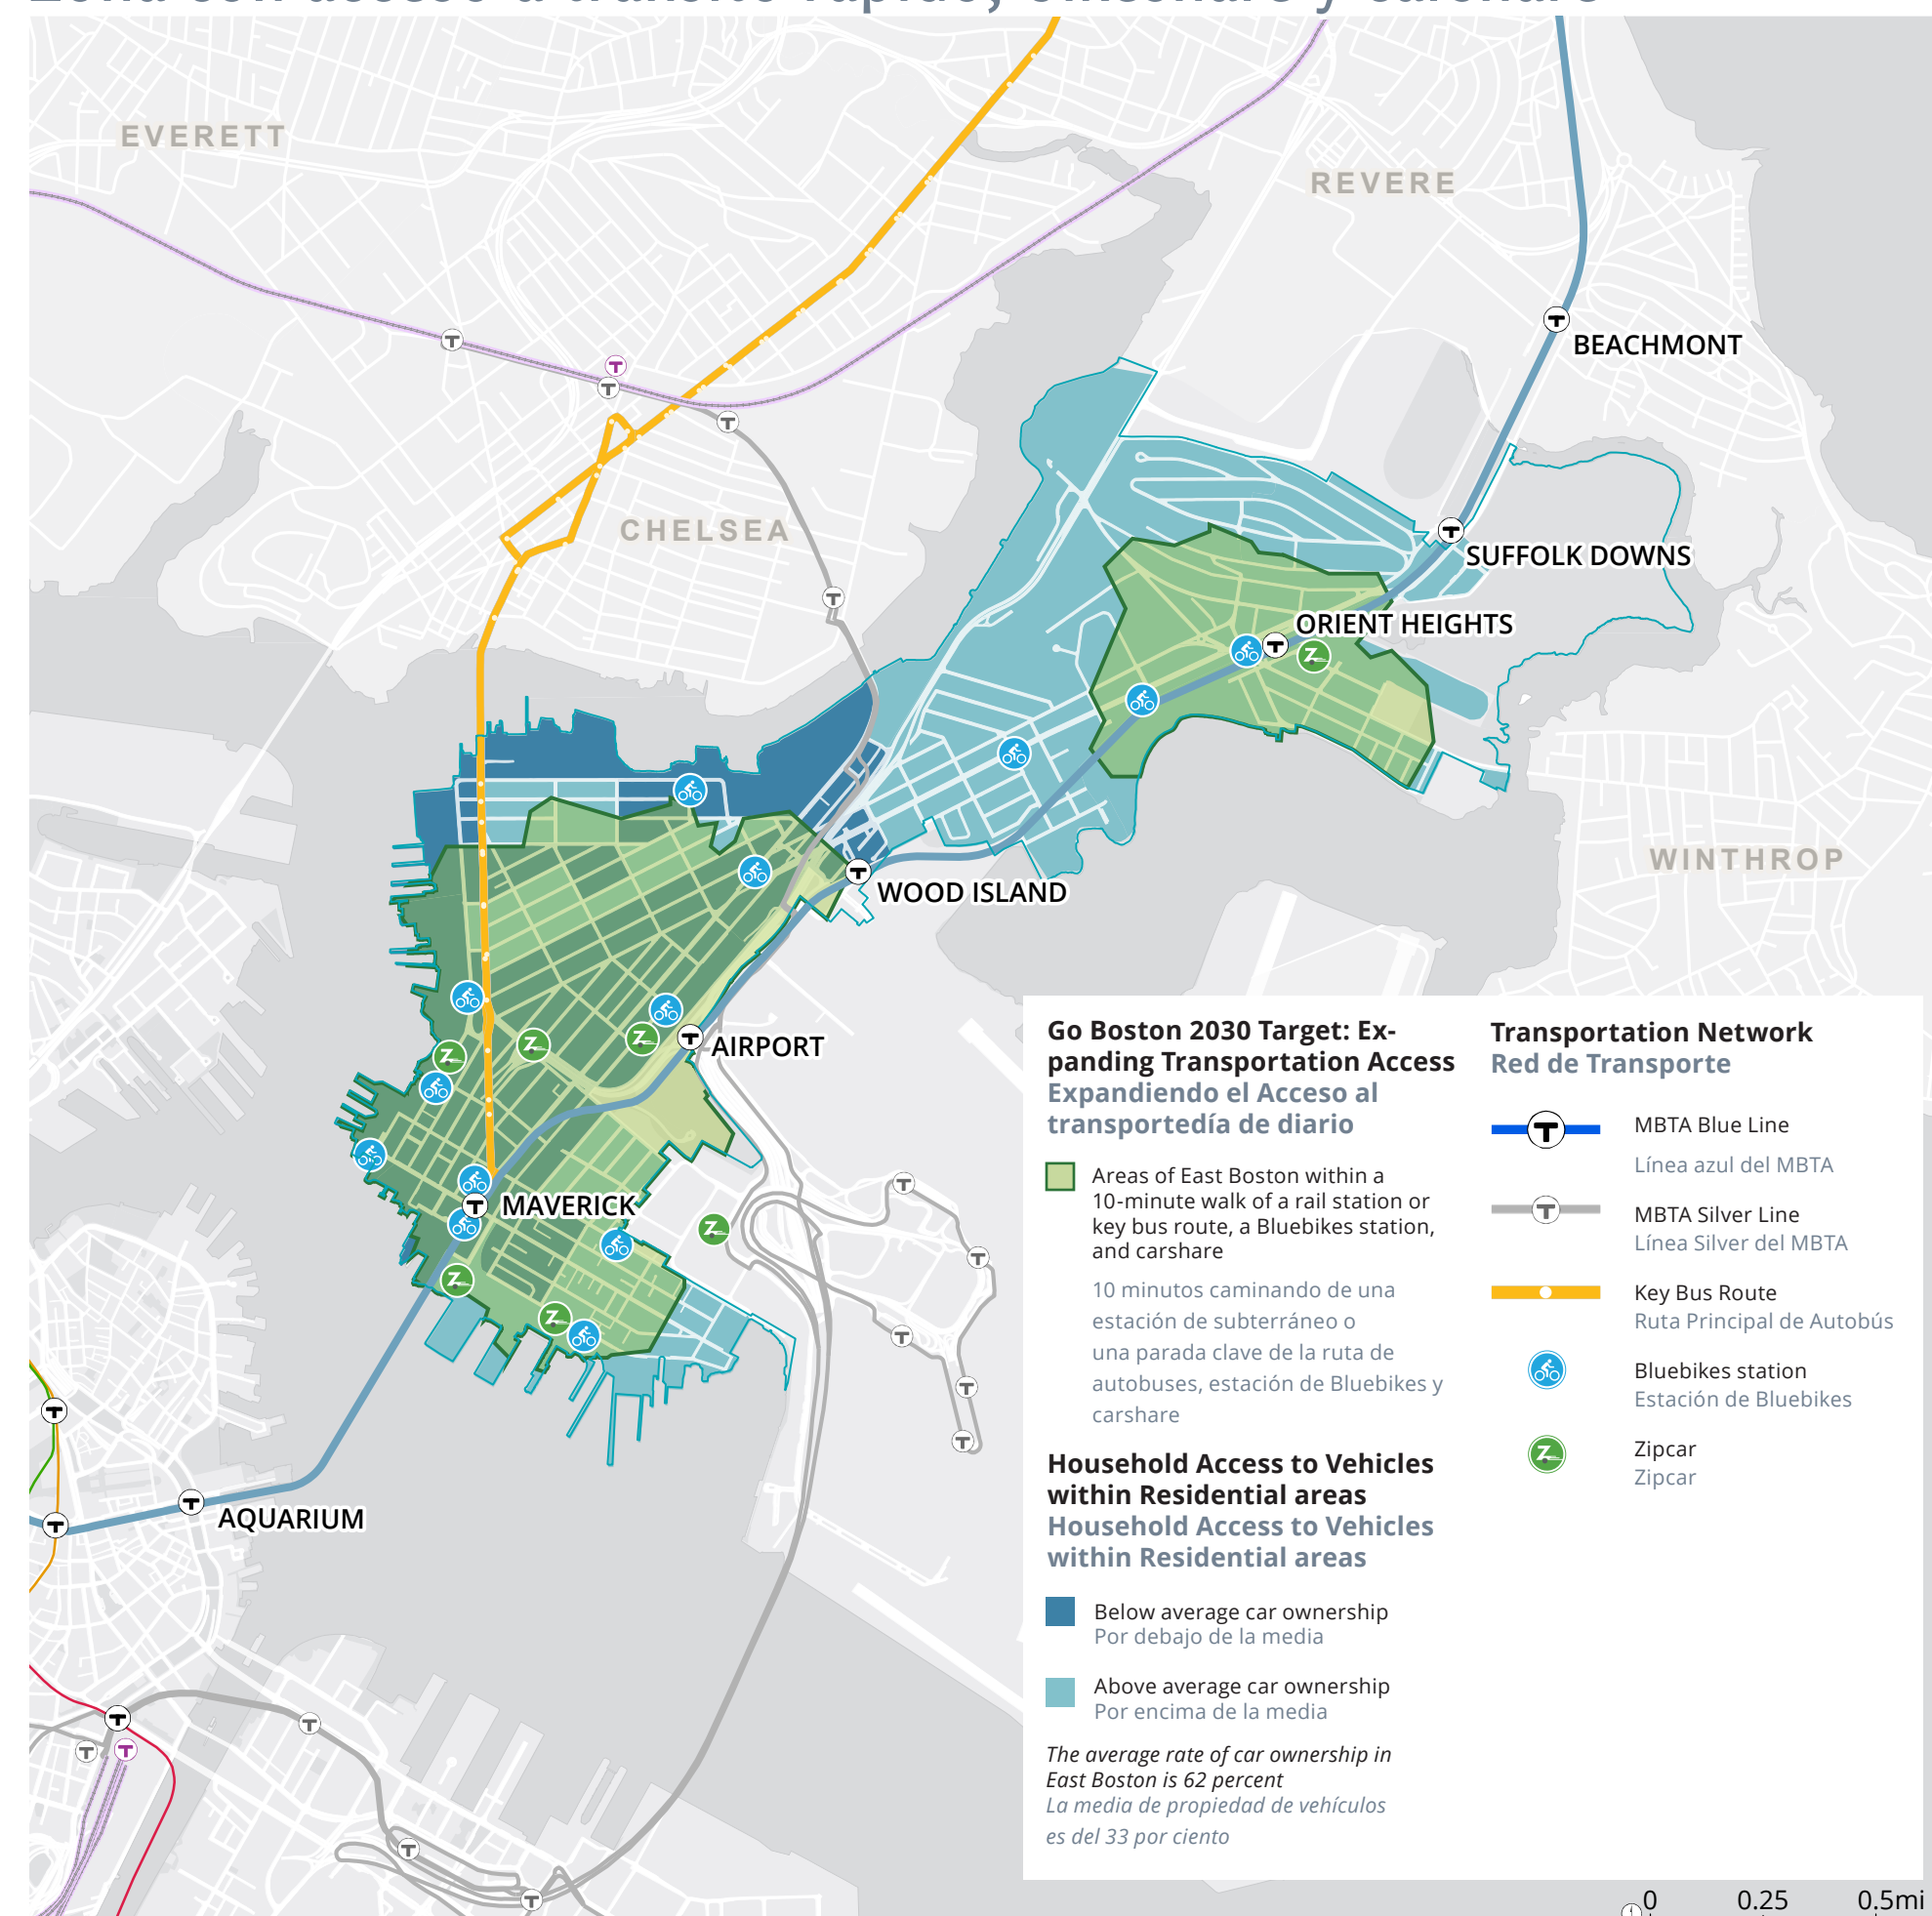 Zona con acceso a tránsito rápido, bikeshare y carshare
EVERETT
REVERE
BEACHMONT
CHELSEA
SUFFOLK DOWNS
ORIENT HEIGHTS
WINTHROP
WOOD ISLAND
AIRPORT
MAVERICK
AQUARIUM
Go Boston 2030 Target: Ex-
panding Transportation Access
Expandiendo el Acceso al
transportedía de diario
Areas of East Boston within a
10-minute walk of a rail station or
key bus route, a Bluebikes station,
and carshare
10 minutos caminando de una
estación de subterráneo o
una parada clave de la ruta de
autobuses, estación de Bluebikes y
carshare
Household Access to Vehicles
within Residential areas
Household Access to Vehicles
within Residential areas
Below average car ownership
Por debajo de la media
Above average car ownership
Por encima de la media
The average rate of car ownership in
East Boston is 62 percent
La media de propiedad de vehículos
es del 33 por ciento
Transportation Network
Red de Transporte
MBTA Blue Line
Línea azul del MBTA
MBTA Silver Line
Línea Silver del MBTA
Key Bus Route
Ruta Principal de Autobús
Bluebikes station
Estación de Bluebikes
Zipcar
Zipcar
0 0.25 0.5mi